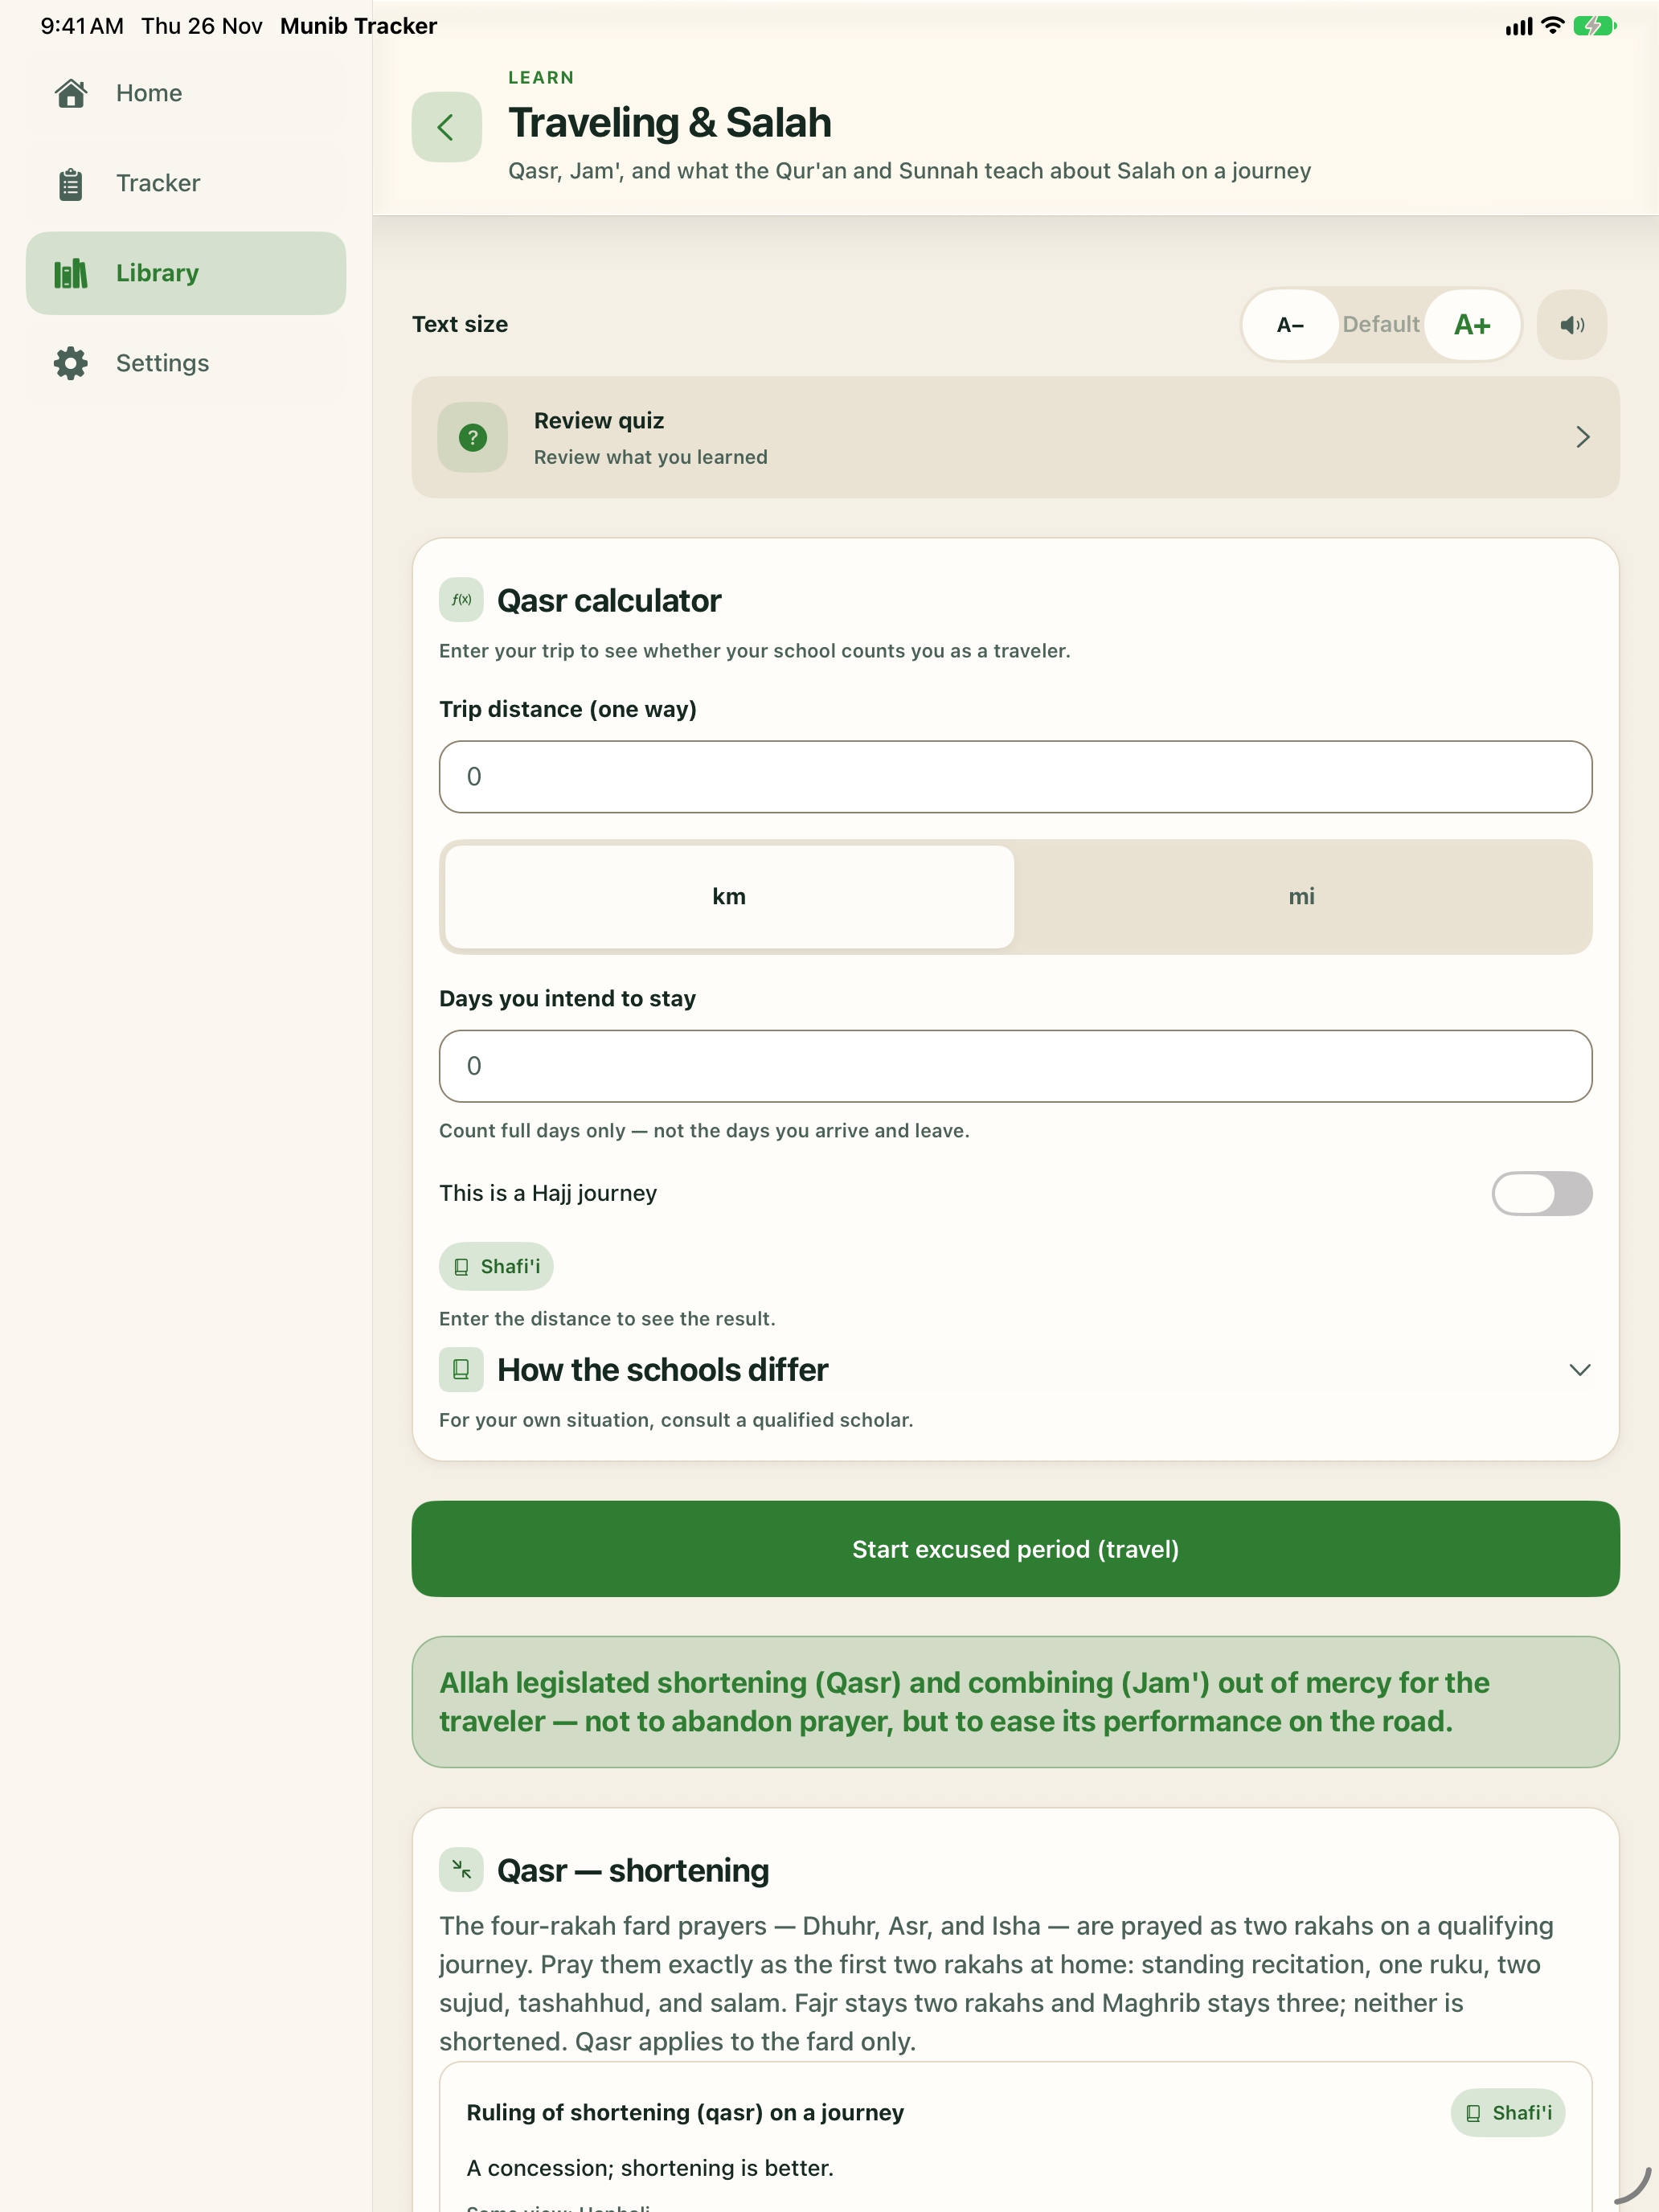 9:41 AM Thu 26 Nov Munib Tracker
Home
Tracker
Library
Settings
LEARN
Traveling & Salah
Qasr, Jam', and what the Qur'an and Sunnah teach about Salah on a journey
Text size
A− Default A+
Review quiz
Review what you learned
f(x) Qasr calculator
Enter your trip to see whether your school counts you as a traveler.
Trip distance (one way)
0
km mi
Days you intend to stay
0
Count full days only — not the days you arrive and leave.
This is a Hajj journey
Shafi'i
Enter the distance to see the result.
How the schools differ
For your own situation, consult a qualified scholar.
Start excused period (travel)
Allah legislated shortening (Qasr) and combining (Jam') out of mercy for the
traveler — not to abandon prayer, but to ease its performance on the road.
Qasr — shortening
The four-rakah fard prayers — Dhuhr, Asr, and Isha — are prayed as two rakahs on a qualifying
journey. Pray them exactly as the first two rakahs at home: standing recitation, one ruku, two
sujud, tashahhud, and salam. Fajr stays two rakahs and Maghrib stays three; neither is
shortened. Qasr applies to the fard only.
Ruling of shortening (qasr) on a journey
Shafi'i
A concession; shortening is better.